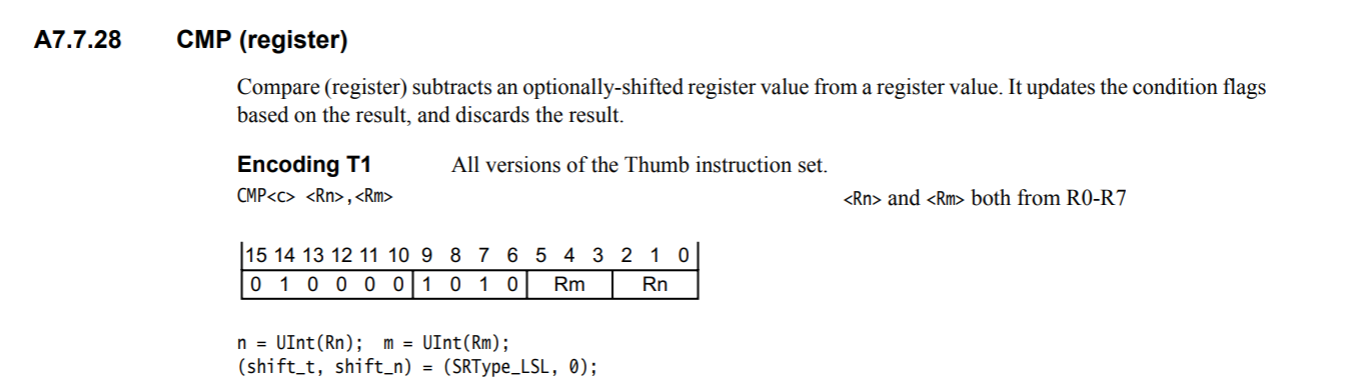 A7.7.28 CMP (register)
Compare (register) subtracts an optionally-shifted register value from a register value. It updates the condition flags
based on the result, and discards the result.
Encoding T1 All versions of the Thumb instruction set.
CMP<c> <Rn>,<Rm> <Rn> and <Rm> both from R0-R7
15 14 13 12 11 10 9 8 7 6 5 4 3 2 1 0
0 1 0 0 0 0 1 0 1 0 Rm Rn
n = UInt(Rn); m = UInt(Rm);
(shift_t, shift_n) = (SRType_LSL, 0);